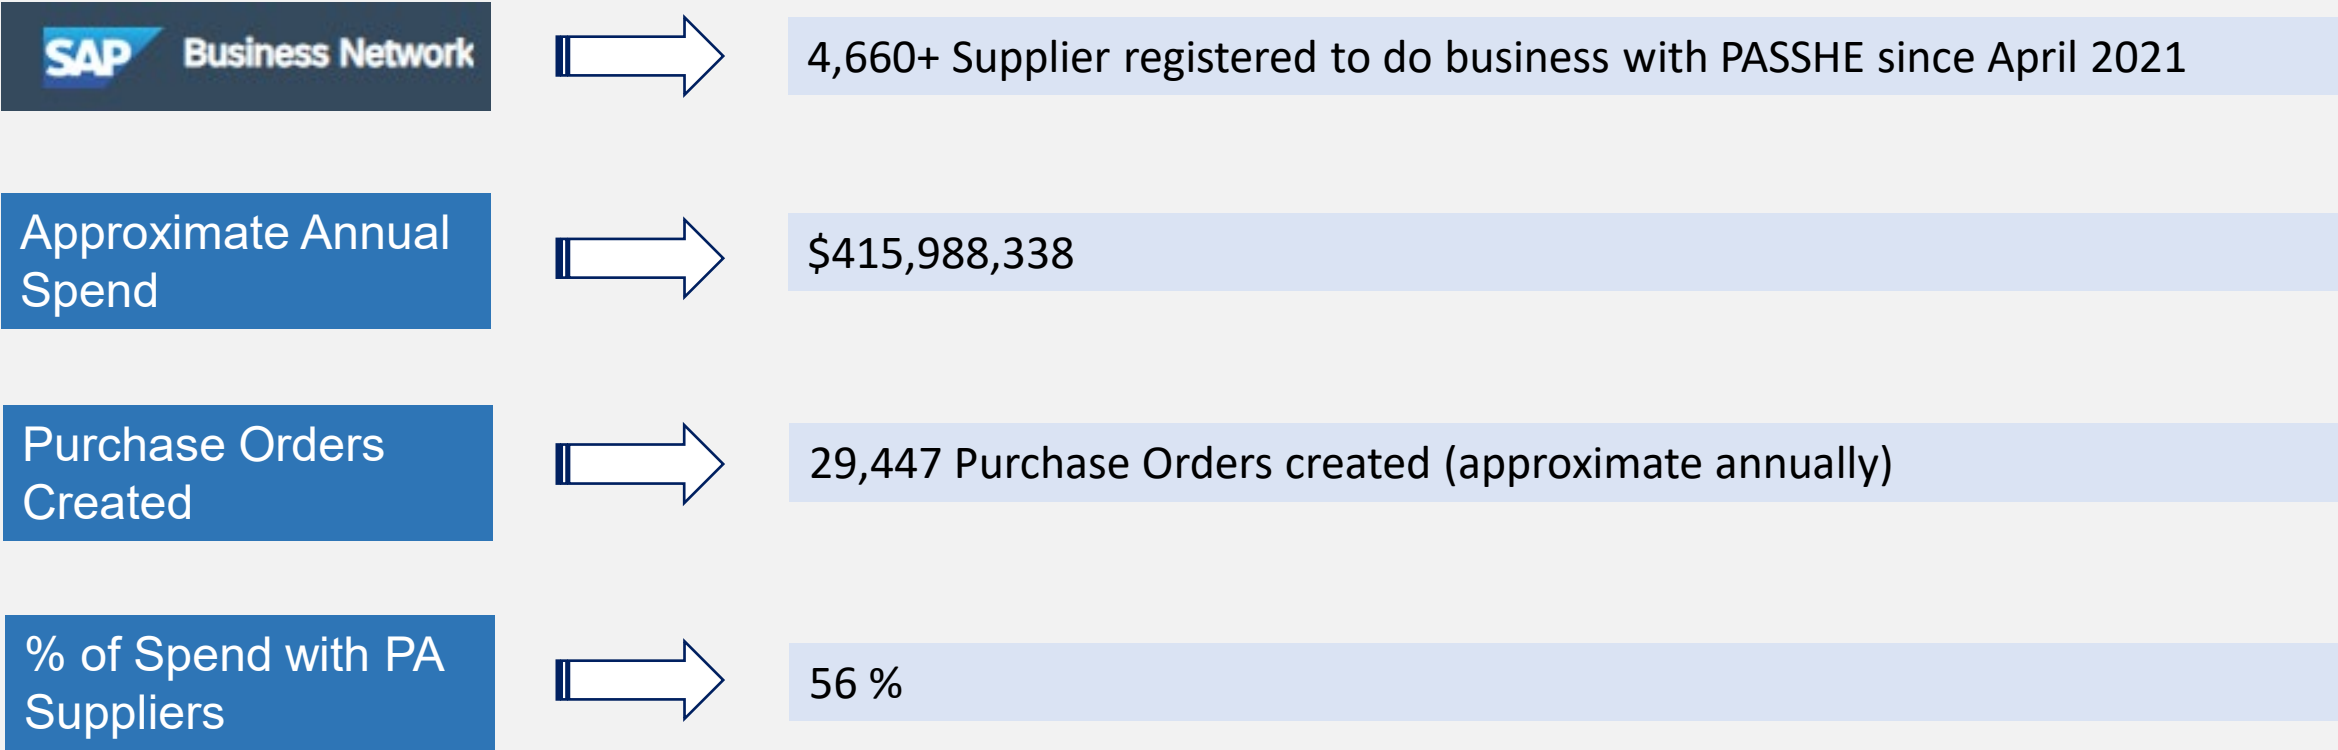 SAP Business Network
4,660+ Supplier registered to do business with PASSHE since April 2021
Approximate Annual
Spend
$415,988,338
Purchase Orders
Created
29,447 Purchase Orders created (approximate annually)
% of Spend with PA
Suppliers
56 %